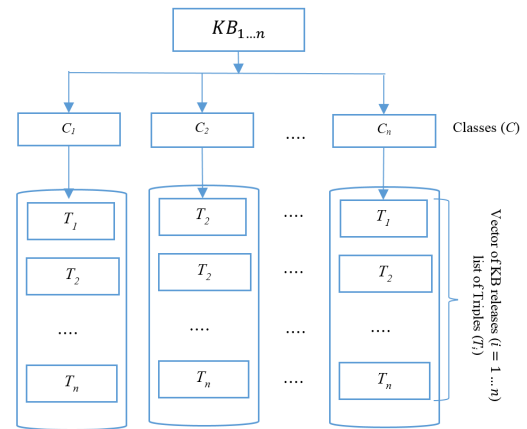 KB₁…ₙ
C₁ C₂ .... Cₙ Classes (C)
T₁ T₂ .... T₁
T₂ T₂ .... T₂
.... .... .... ....
Tₙ Tₙ .... Tₙ
Vector of KB releases (i = 1 … n)
list of Triples (Tᵢ)